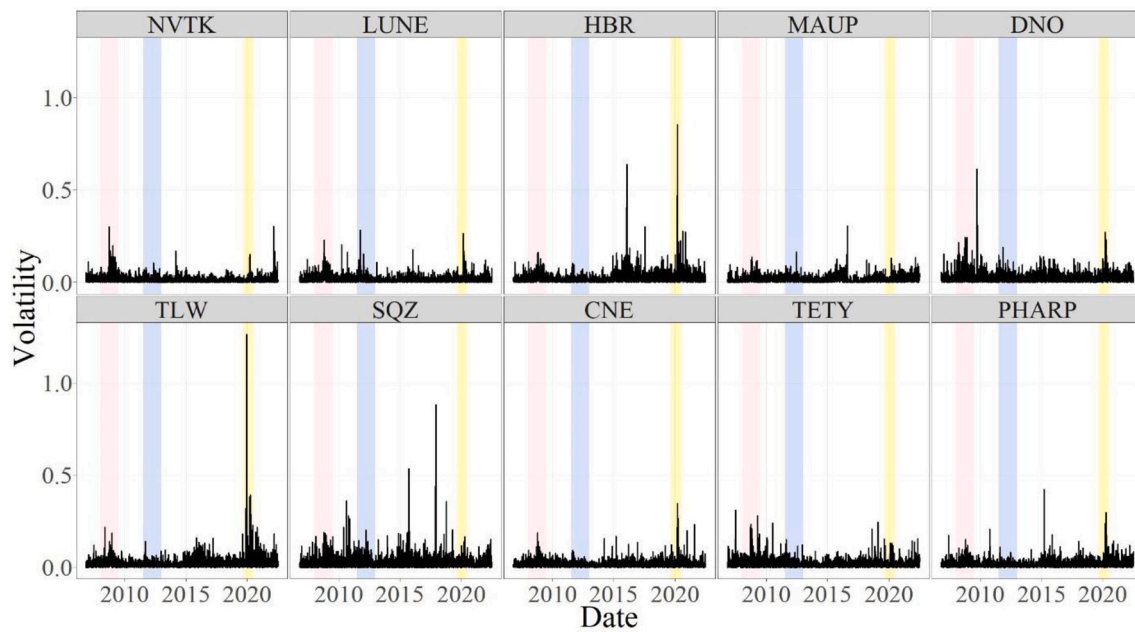 NVTK LUNE HBR MAUP DNO
1.0
0.5
0.0
TLW SQZ CNE TETY PHARP
1.0
0.5
0.0
2010 2015 2020 2010 2015 2020 2010 2015 2020 2010 2015 2020 2010 2015 2020
Volatility
Date